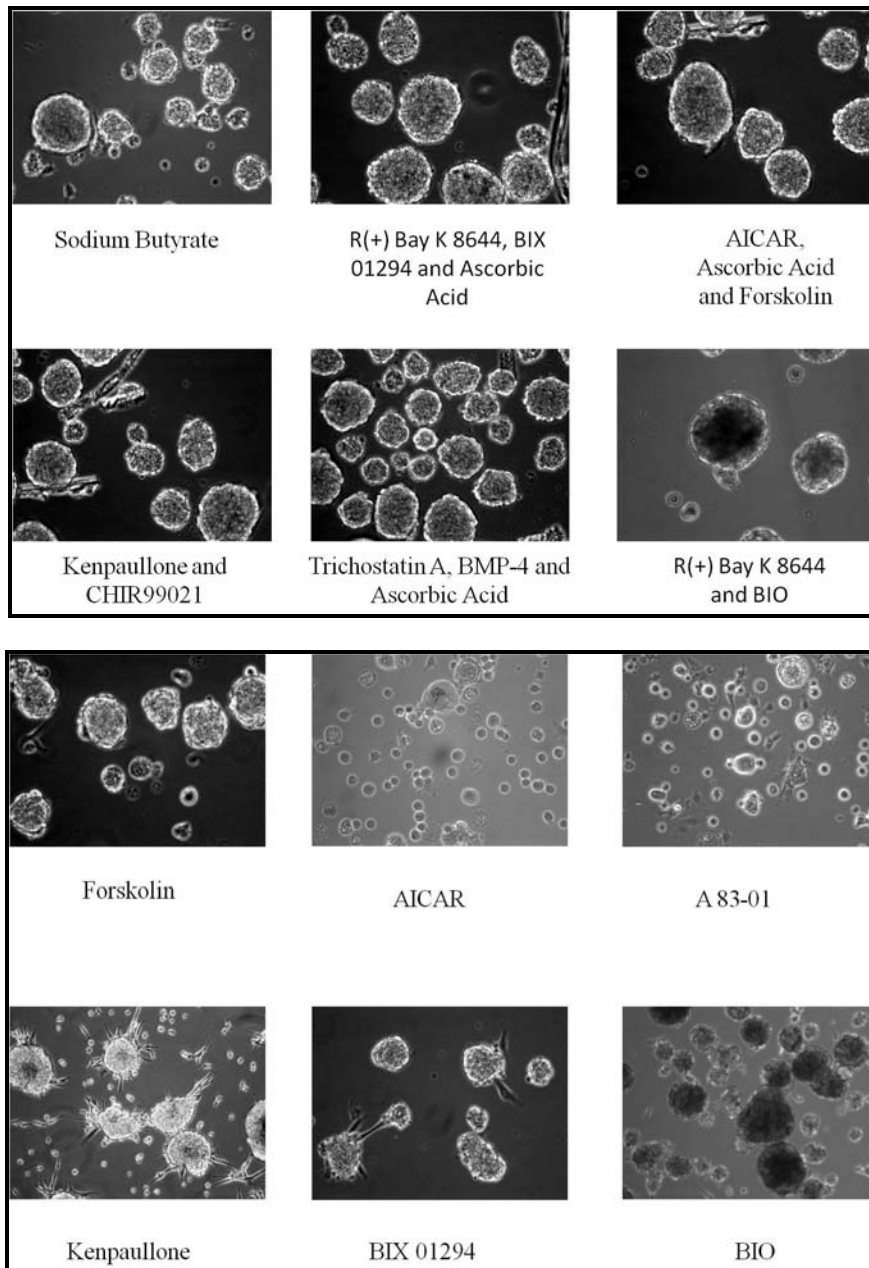 Sodium Butyrate
R(+) Bay K 8644, BIX
01294 and Ascorbic
Acid
AICAR,
Ascorbic Acid
and Forskolin
Kenpaullone and
CHIR99021
Trichostatin A, BMP-4 and
Ascorbic Acid
R(+) Bay K 8644
and BIO
Forskolin
AICAR
A 83-01
Kenpaullone
BIX 01294
BIO